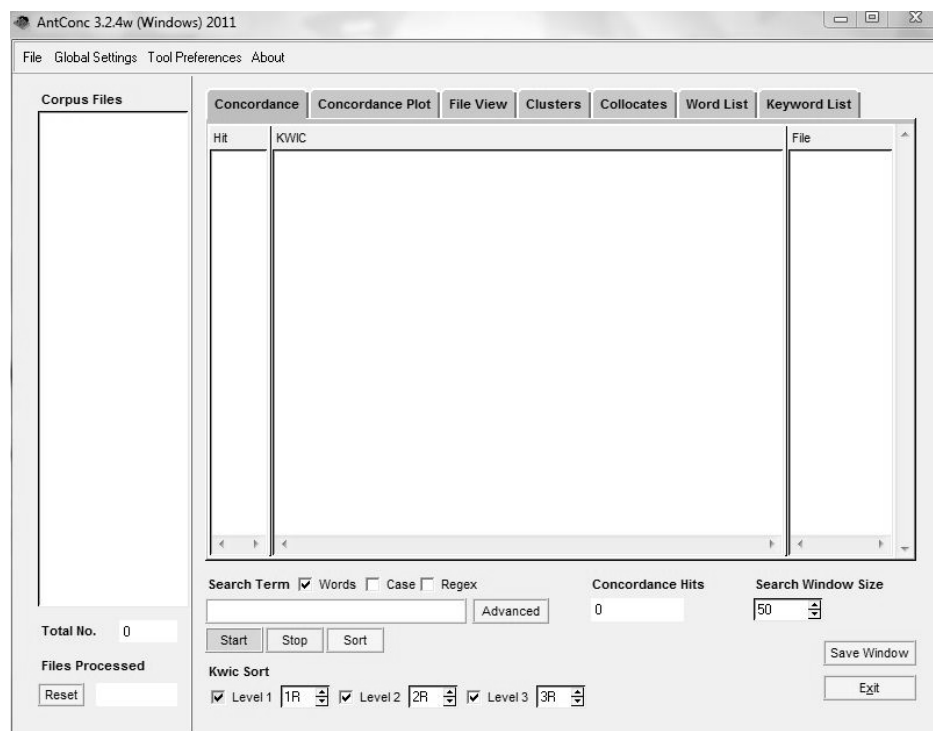 AntConc 3.2.4w (Windows) 2011
File Global Settings Tool Preferences About
Corpus Files
Concordance Concordance Plot File View Clusters Collocates Word List Keyword List
Hit KWIC File
Search Term Words Case Regex Concordance Hits Search Window Size
Advanced 0 50
Total No. 0
Start Stop Sort
Save Window
Files Processed
Kwic Sort
Reset Level 1 1R Level 2 2R Level 3 3R Exit